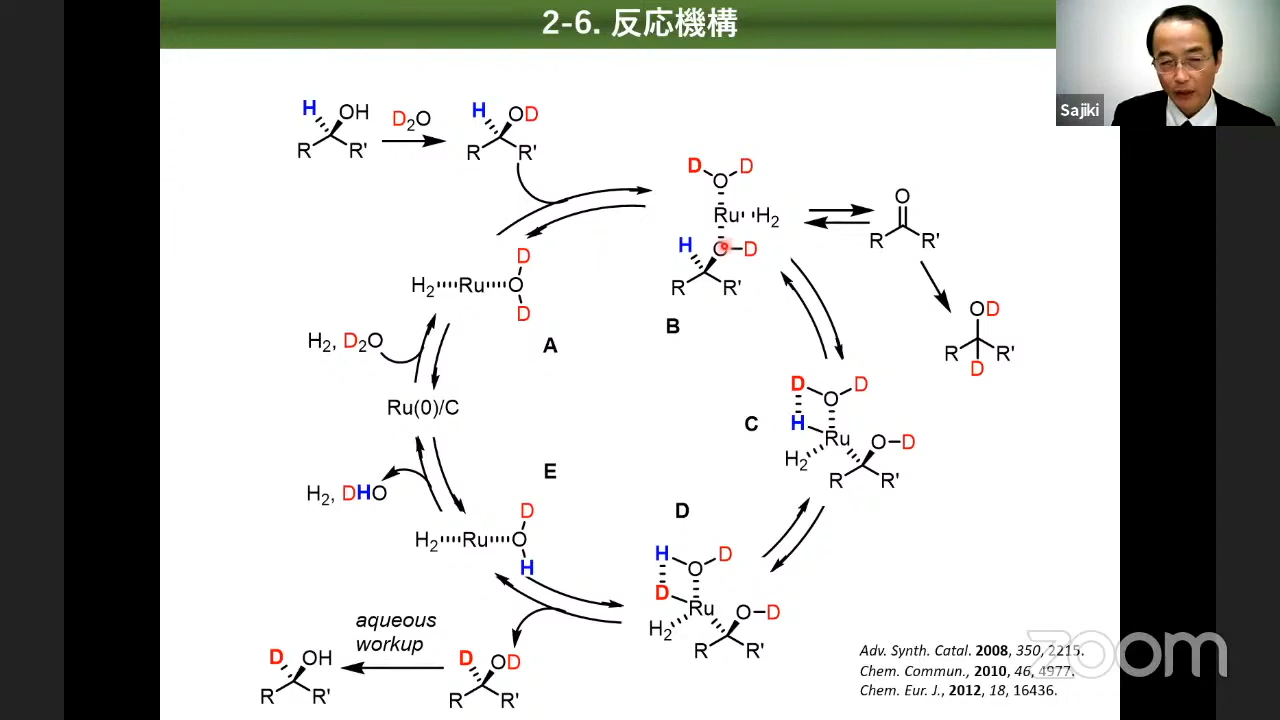 2-6. 反応機構
Sajiki
H
OH
R
R'
D₂O
H
OD
R
R'
D
O
D
Ru
H₂
H
O
D
R
R'
B
O
R
R'
OD
R
R'
D
H₂
Ru
O
D
D
A
H₂, D₂O
Ru(0)/C
H₂, DHO
E
H₂
Ru
O
D
H
C
D
O
D
H
Ru
H₂
O
D
R
R'
D
H
O
D
D
Ru
H₂
O
D
R
R'
aqueous
workup
D
OH
R
R'
D
OD
R
R'
Adv. Synth. Catal. 2008, 350, 2215.
Chem. Commun., 2010, 46, 4977.
Chem. Eur. J., 2012, 18, 16436.
zoom